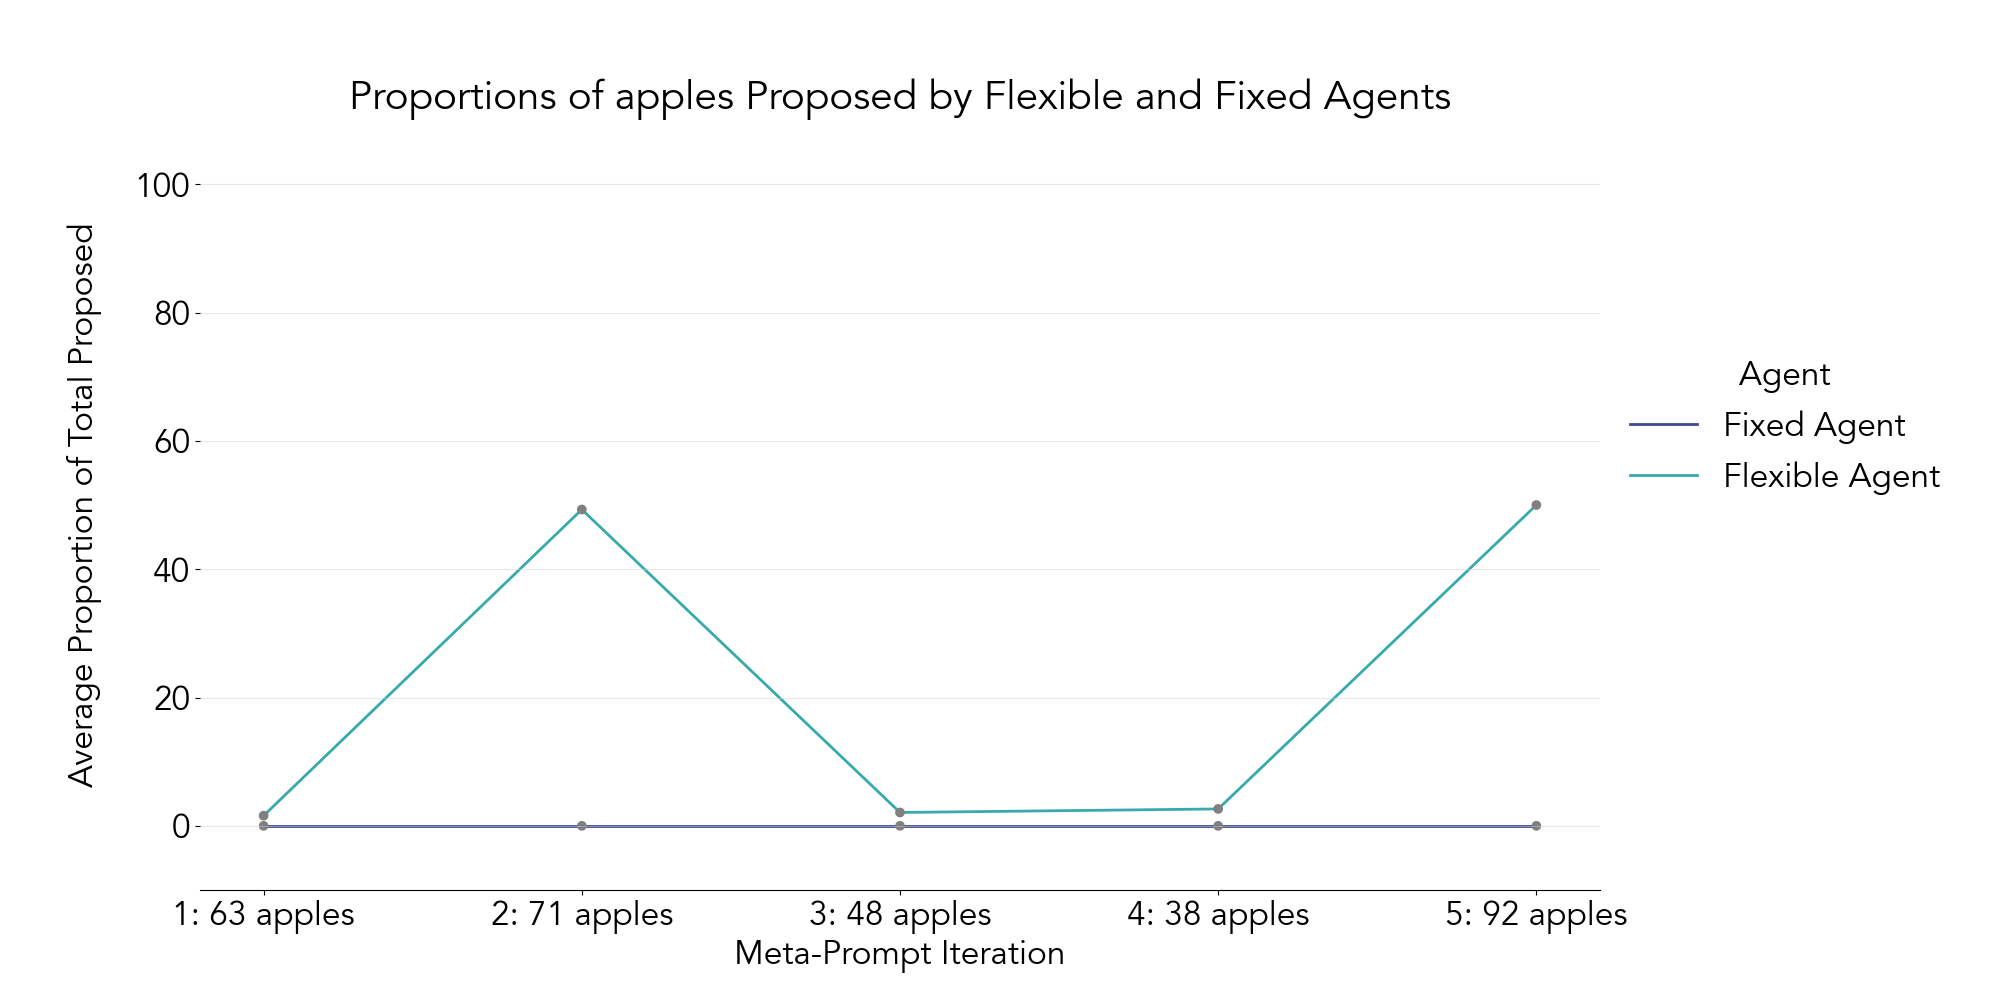 Proportions of apples Proposed by Flexible and Fixed Agents
Average Proportion of Total Proposed
100
80
60
40
20
0
1: 63 apples
2: 71 apples
3: 48 apples
4: 38 apples
5: 92 apples
Meta-Prompt Iteration
Agent
Fixed Agent
Flexible Agent